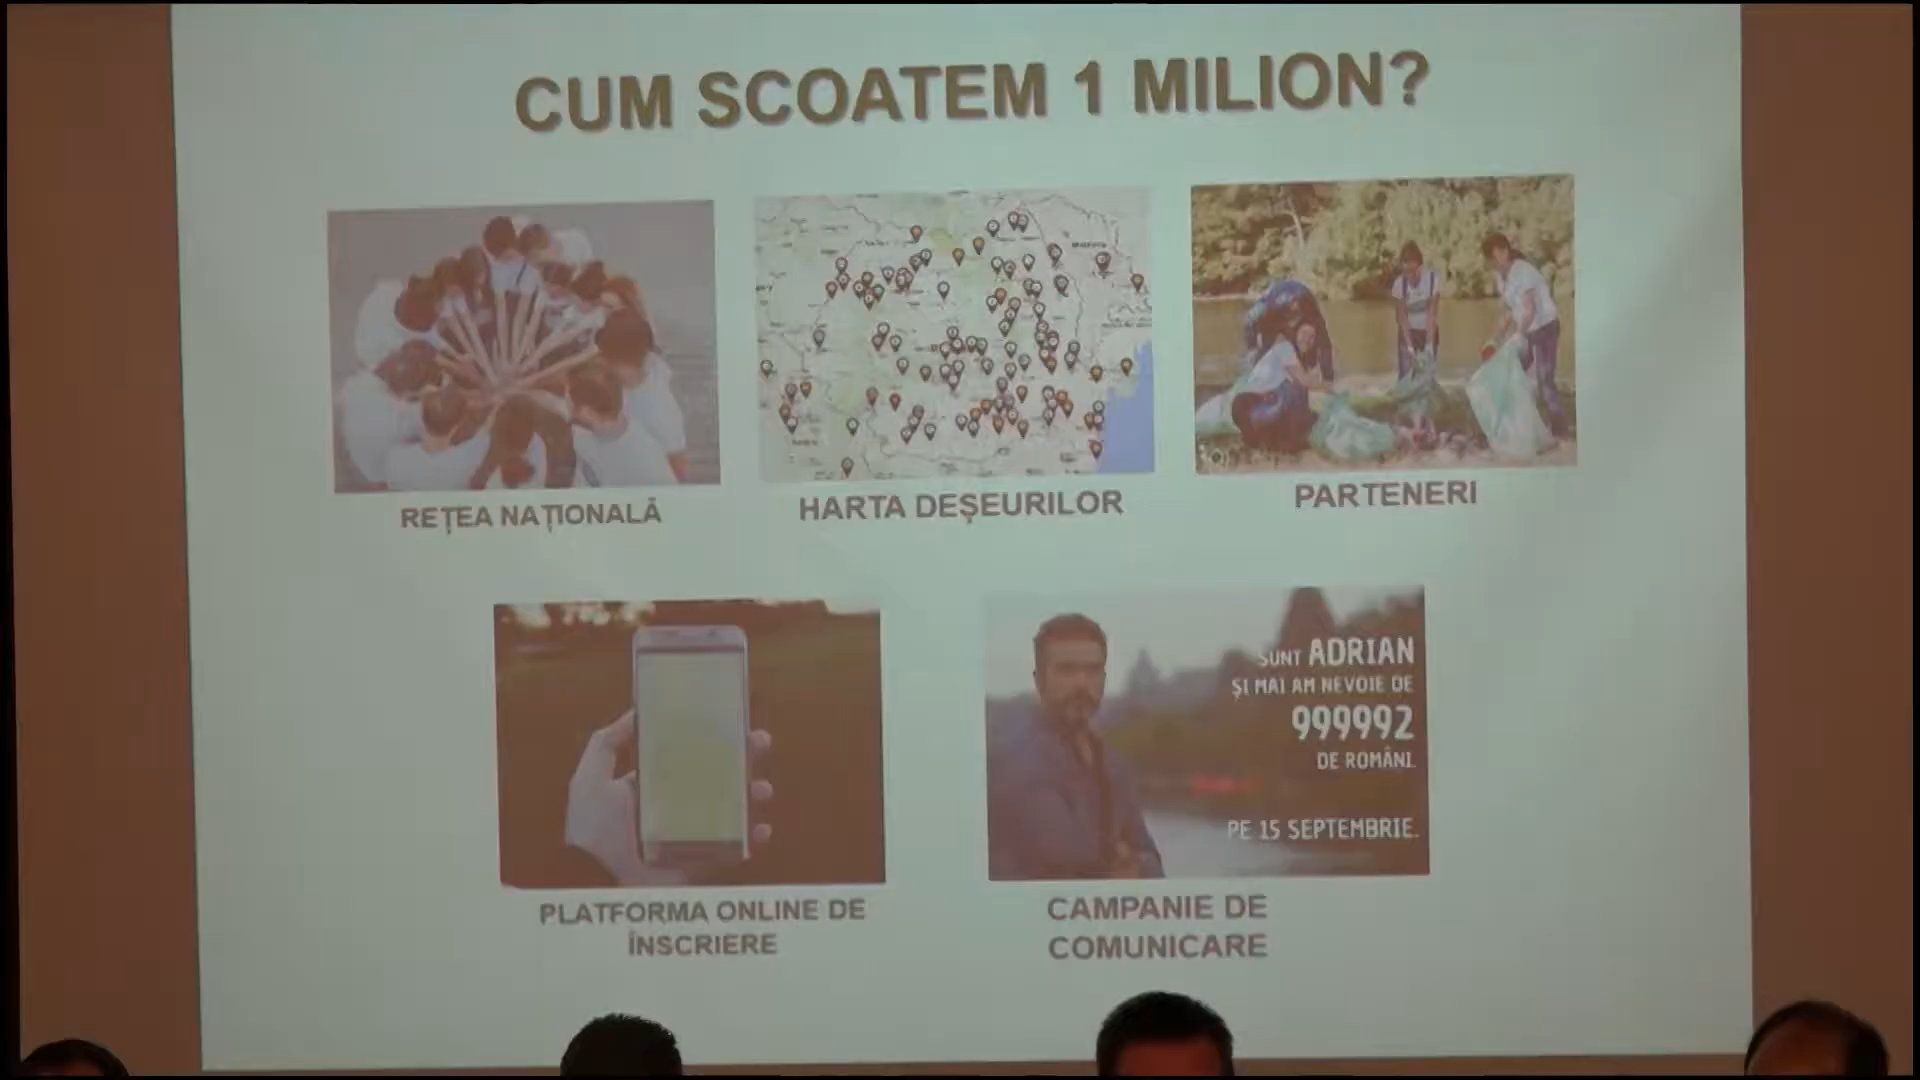 CUM SCOATEM 1 MILION?
REȚEA NAȚIONALĂ
HARTA DEȘEURILOR
PARTENERI
SUNT ADRIAN
ȘI MAI AM NEVOIE DE
999992
DE ROMÂNI.
PE 15 SEPTEMBRIE.
PLATFORMA ONLINE DE
ÎNSCRIERE
CAMPANIE DE
COMUNICARE